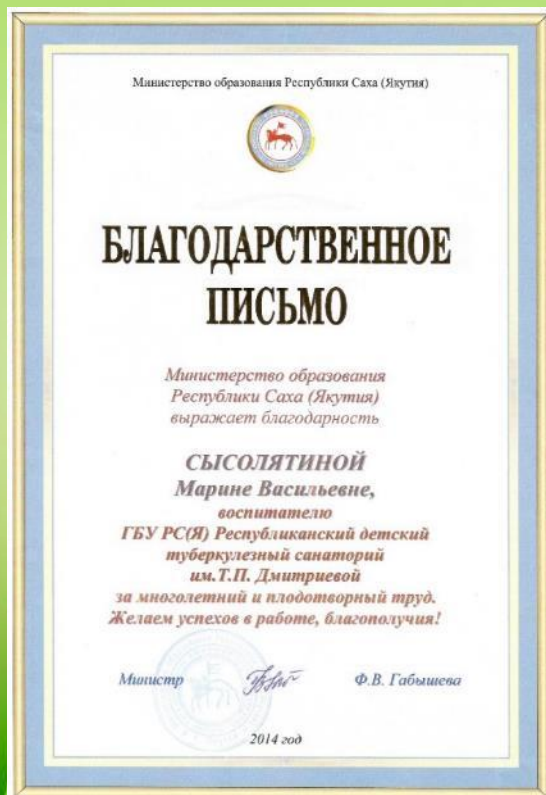 Министерство образования Республики Саха (Якутия)
БЛАГОДАРСТВЕННОЕ
ПИСЬМО
Министерство образования
Республики Саха (Якутия)
выражает благодарность
СЫСОЛЯТИНОЙ
Марине Васильевне,
воспитателю
ГБУ РС(Я) Республиканский детский
туберкулезный санаторий
им.Т.П. Дмитриевой
за многолетний и плодотворный труд.
Желаем успехов в работе, благополучия!
Министр Ф.В. Габышева
2014 год